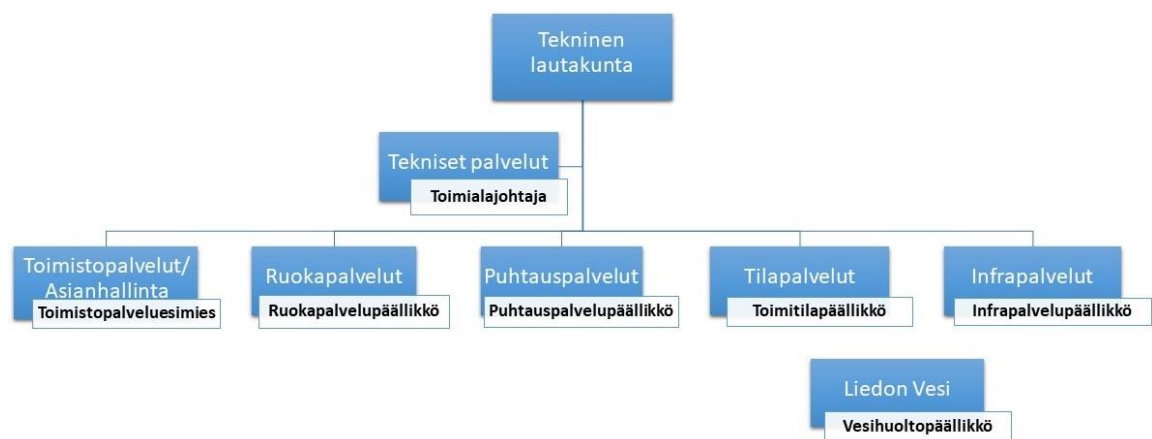 Tekninen
lautakunta
Tekniset palvelut
Toimialajohtaja
Toimistopalvelut/
Asianhallinta
Toimistopalveluesimies
Ruokapalvelut
Ruokapalvelupäällikkö
Puhtauspalvelut
Puhtauspalvelupäällikkö
Tilapalvelut
Toimitilapäällikkö
Infrapalvelut
Infrapalvelupäällikkö
Liedon Vesi
Vesihuoltopäällikkö